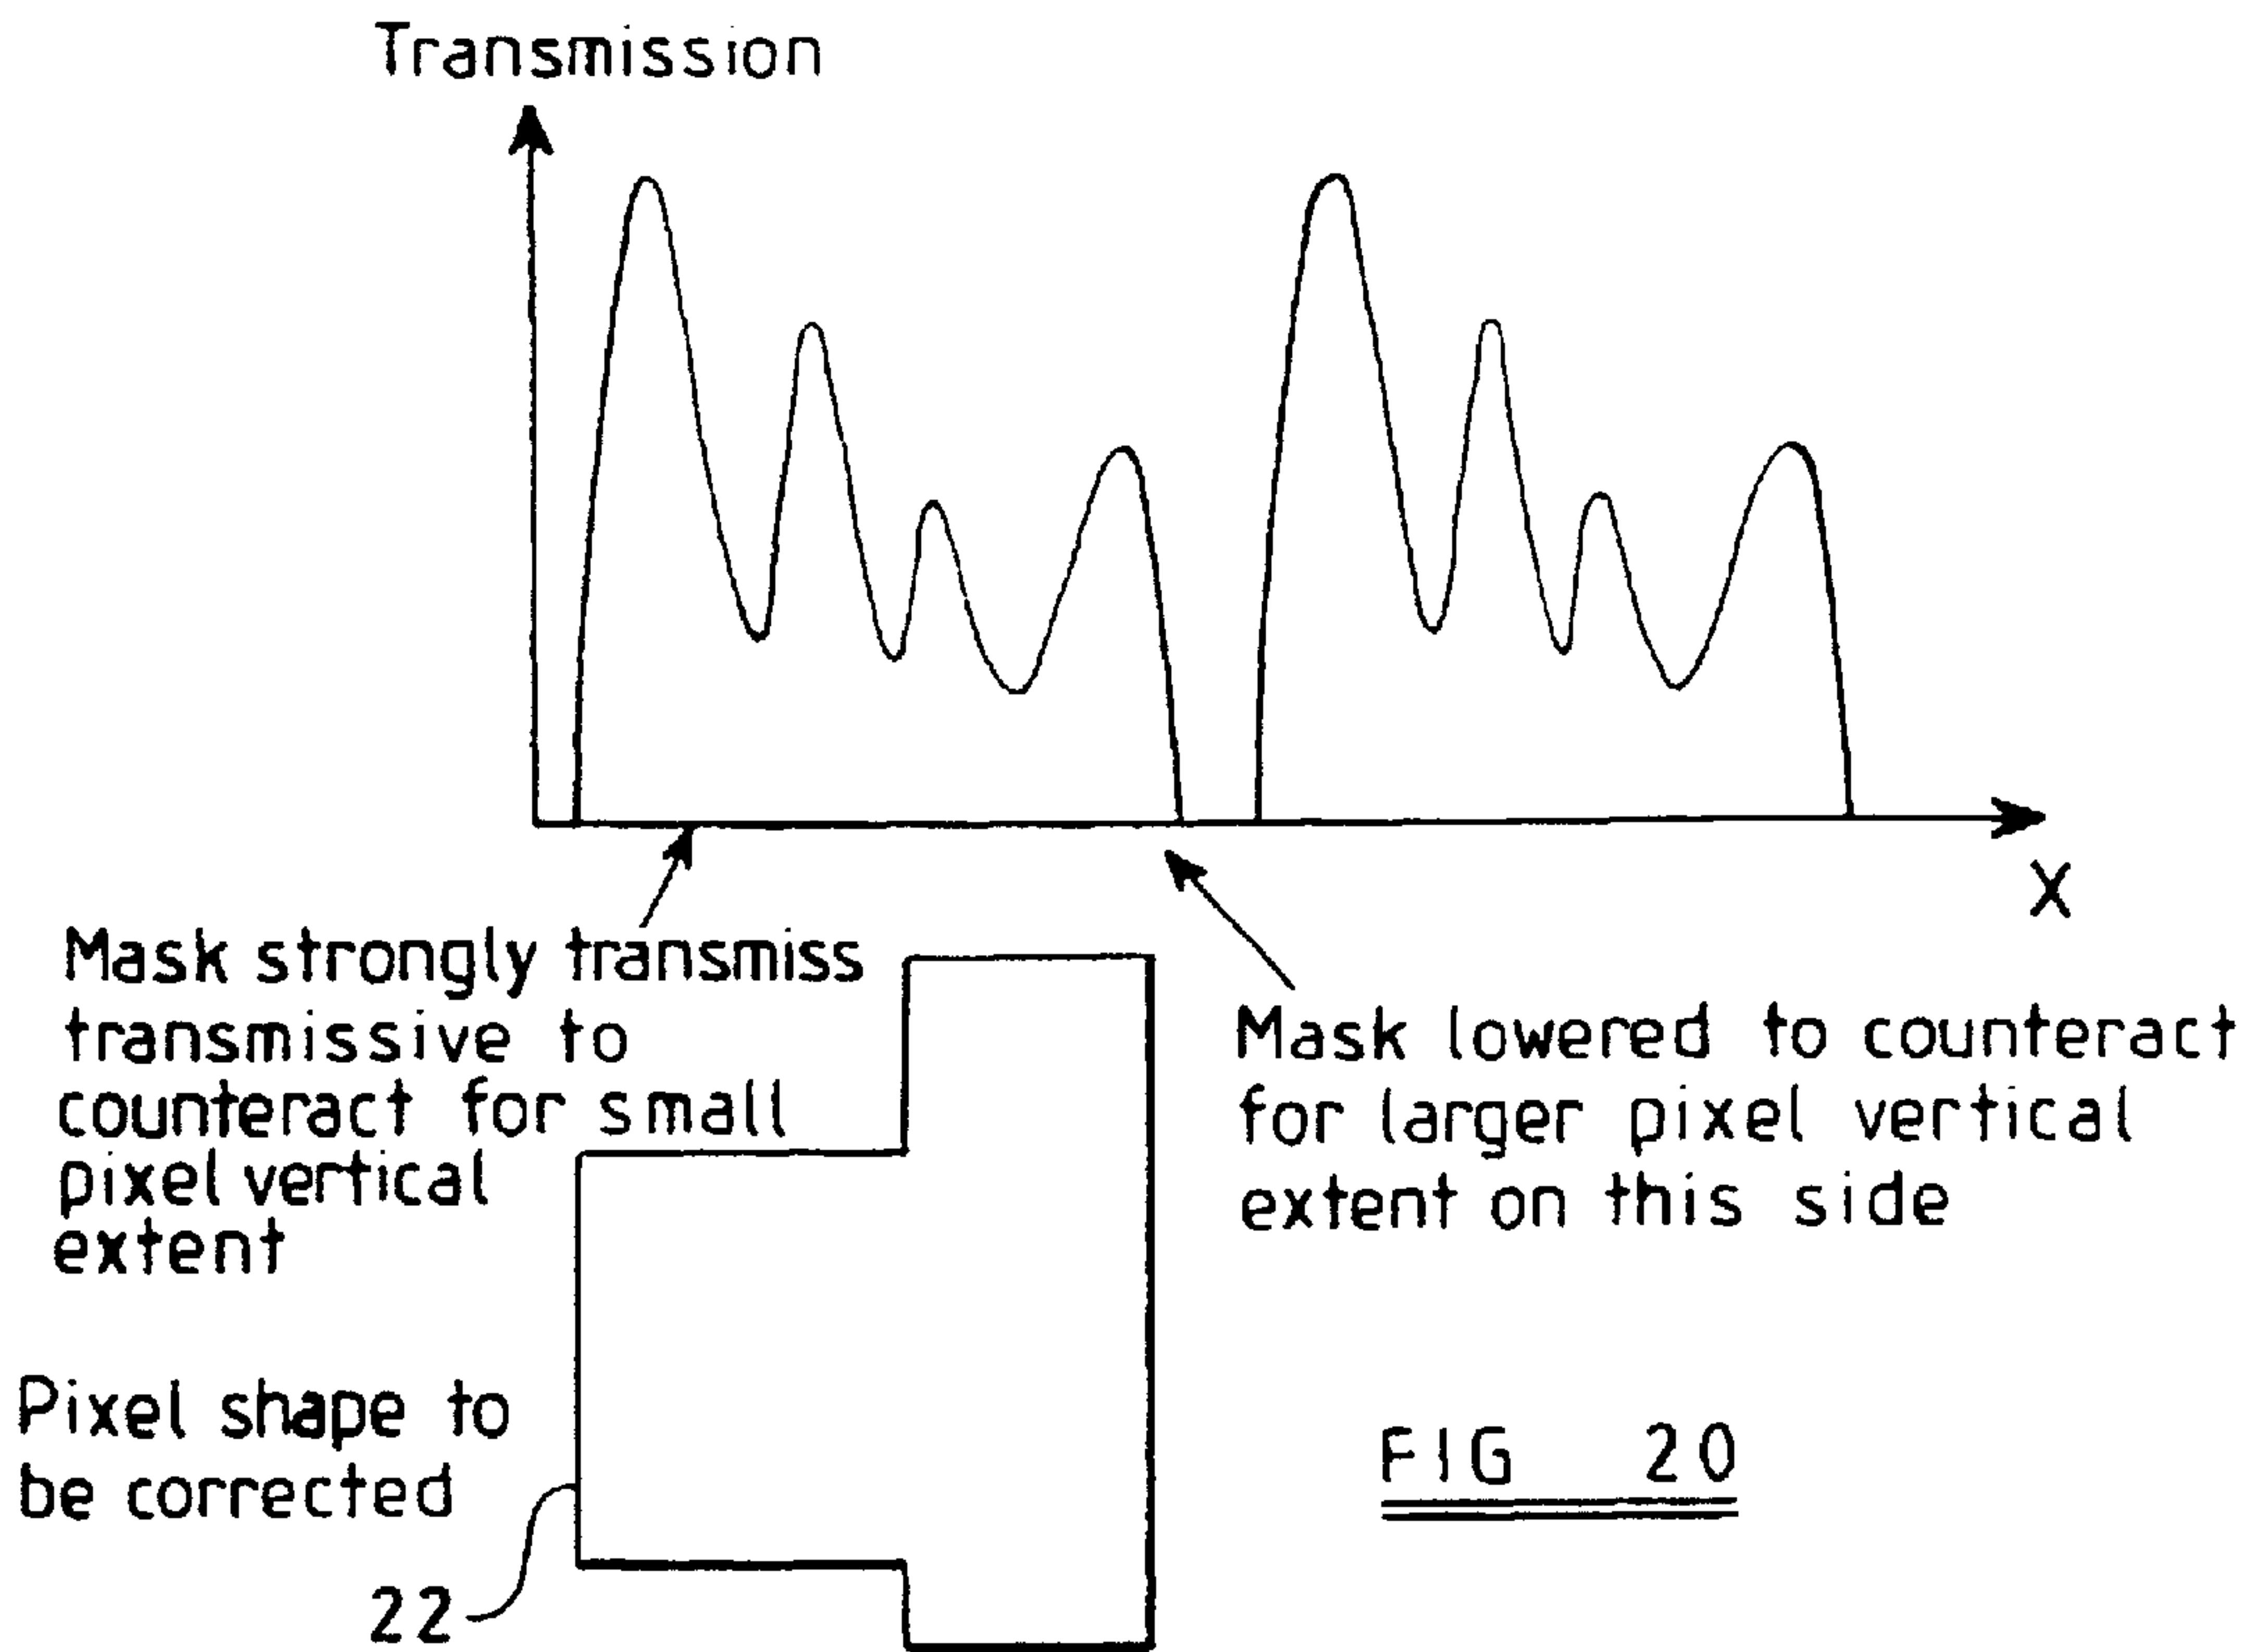 Transmission
X
Mask strongly transmiss
transmissive to
counteract for small
pixel vertical
extent
Mask lowered to counteract
for larger pixel vertical
extent on this side
Pixel shape to
be corrected
22
FIG 20